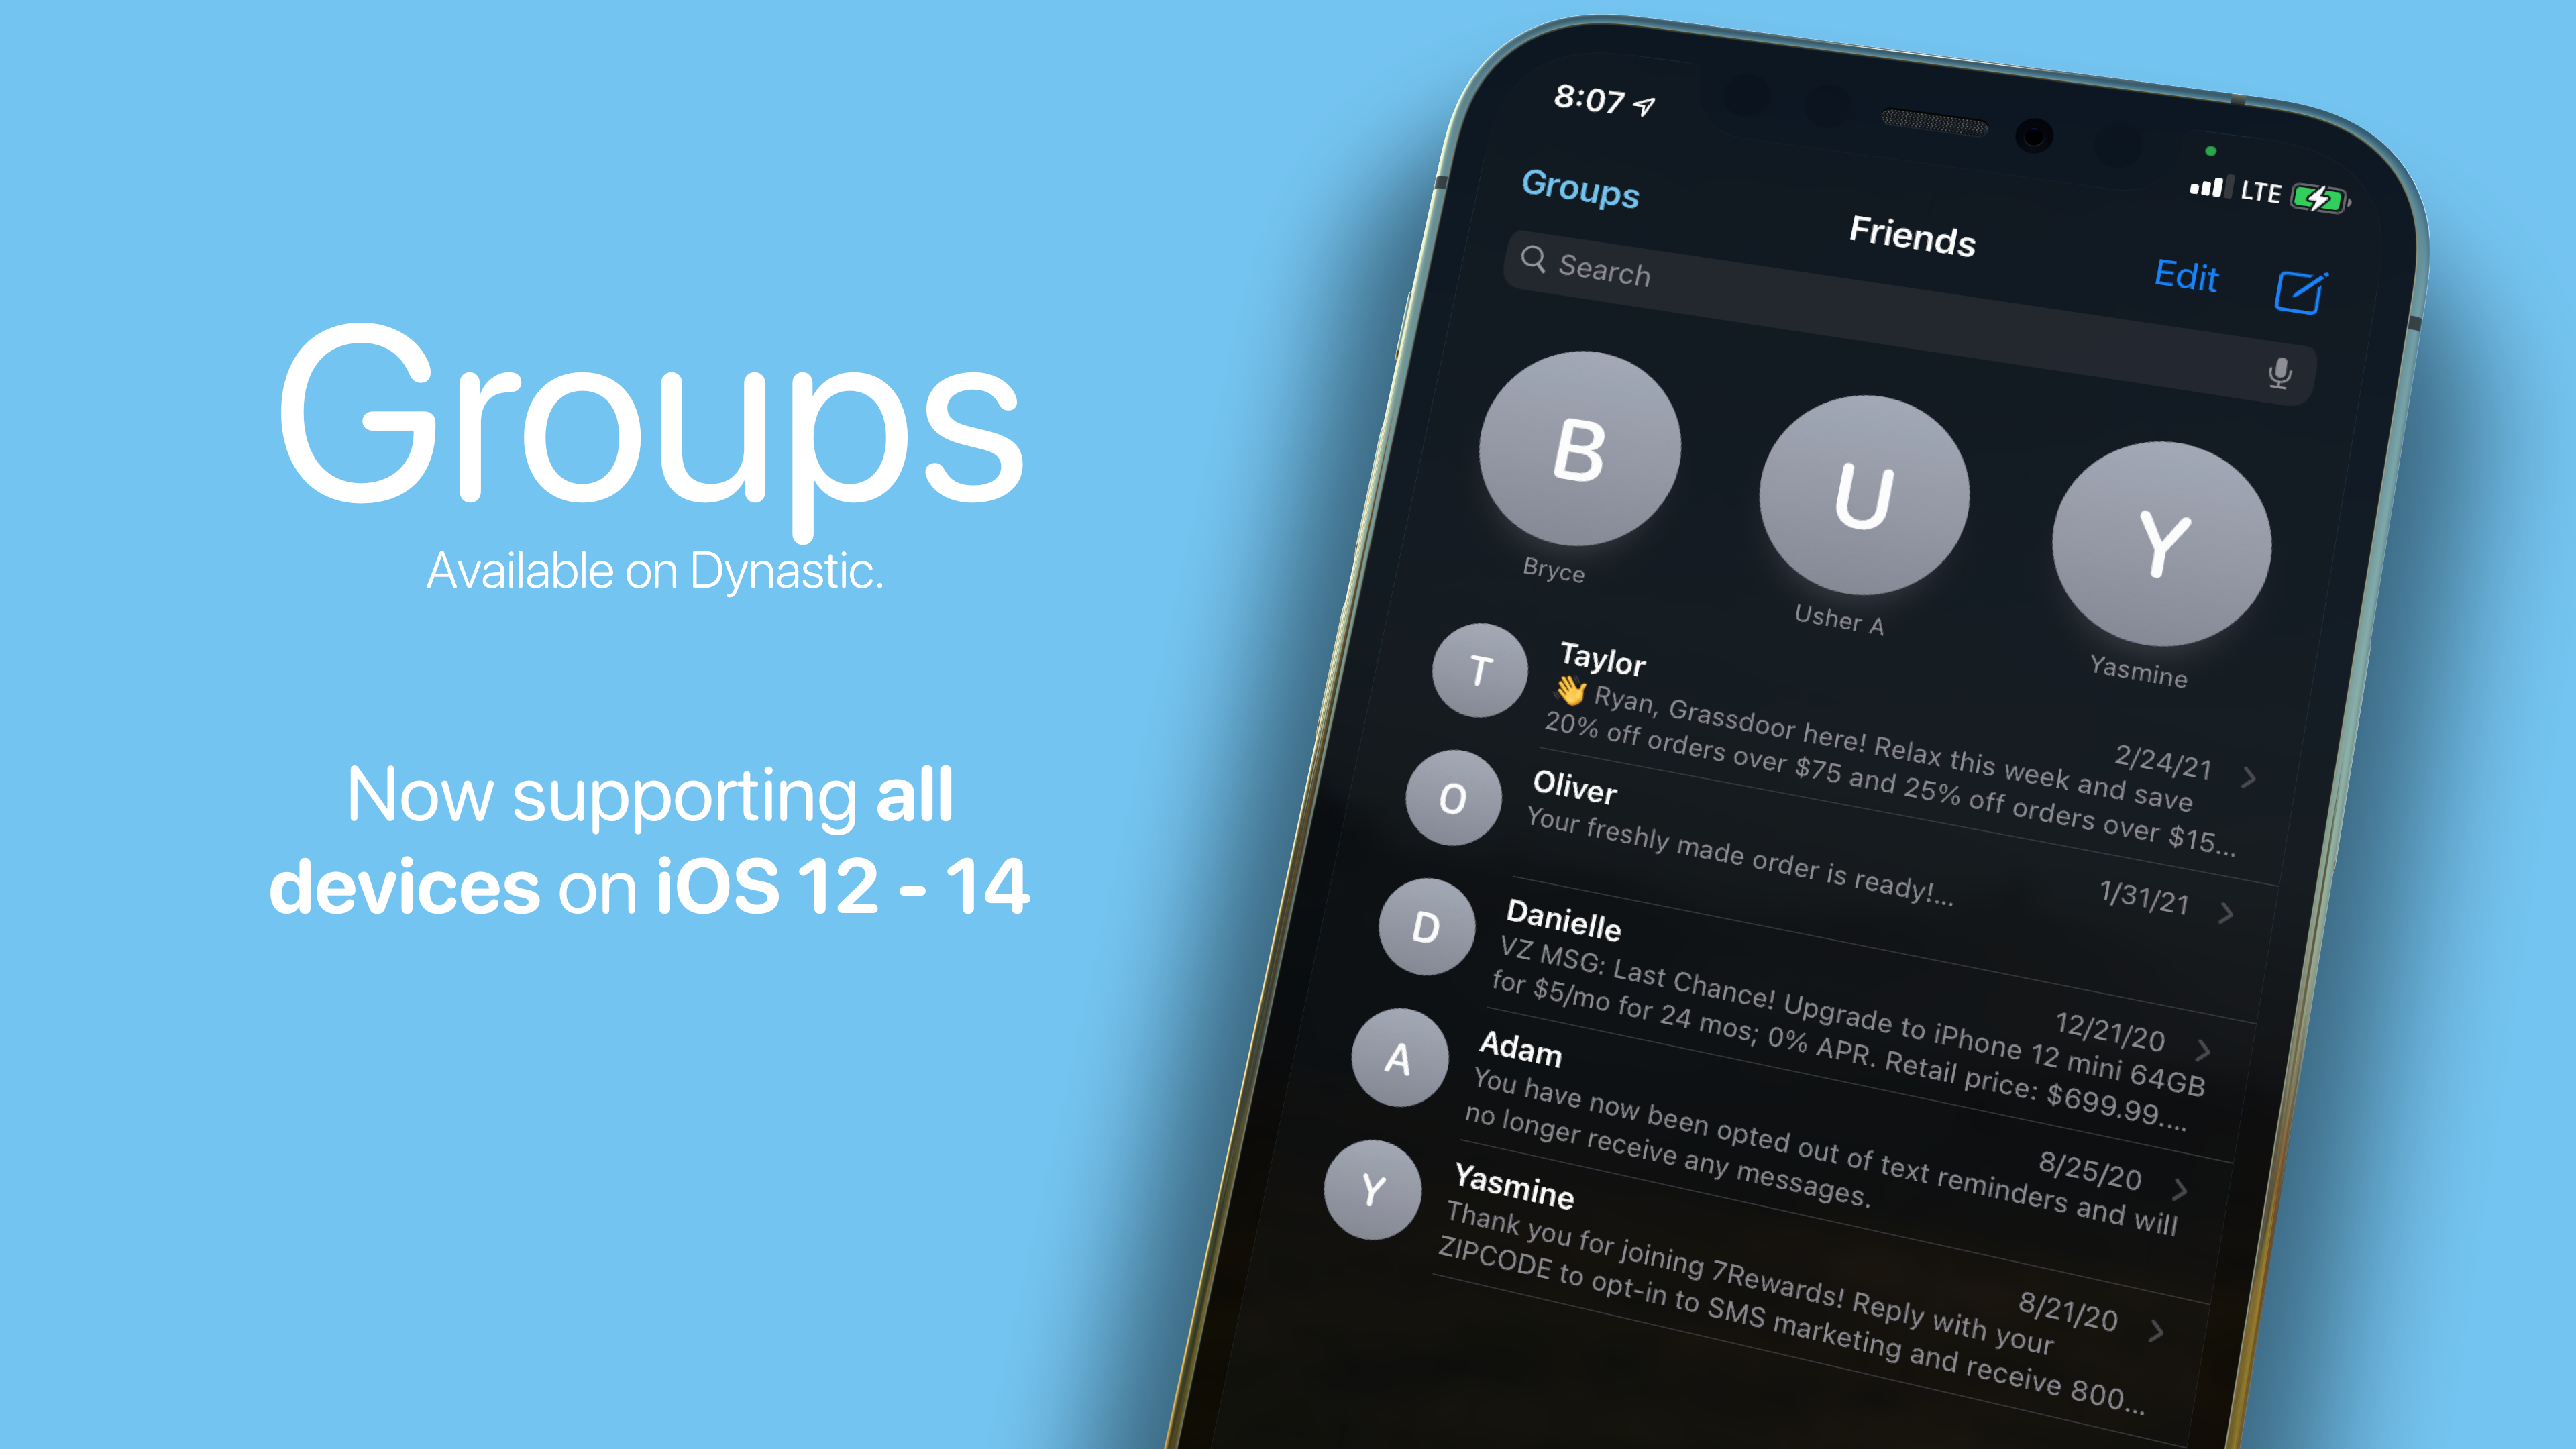 Groups
Available on Dynastic.
Now supporting all
devices on iOS 12 - 14
8:07
LTE
Groups
Friends
Edit
Search
B
U
Y
Bryce
Usher A
Yasmine
T
Taylor
2/24/21
👋 Ryan, Grassdoor here! Relax this week and save
20% off orders over $75 and 25% off orders over $15...
O
Oliver
1/31/21
Your freshly made order is ready!...
D
Danielle
12/21/20
VZ MSG: Last Chance! Upgrade to iPhone 12 mini 64GB
for $5/mo for 24 mos; 0% APR. Retail price: $699.99....
A
Adam
8/25/20
You have now been opted out of text reminders and will
no longer receive any messages.
Y
Yasmine
8/21/20
Thank you for joining 7Rewards! Reply with your
ZIPCODE to opt-in to SMS marketing and receive 800...